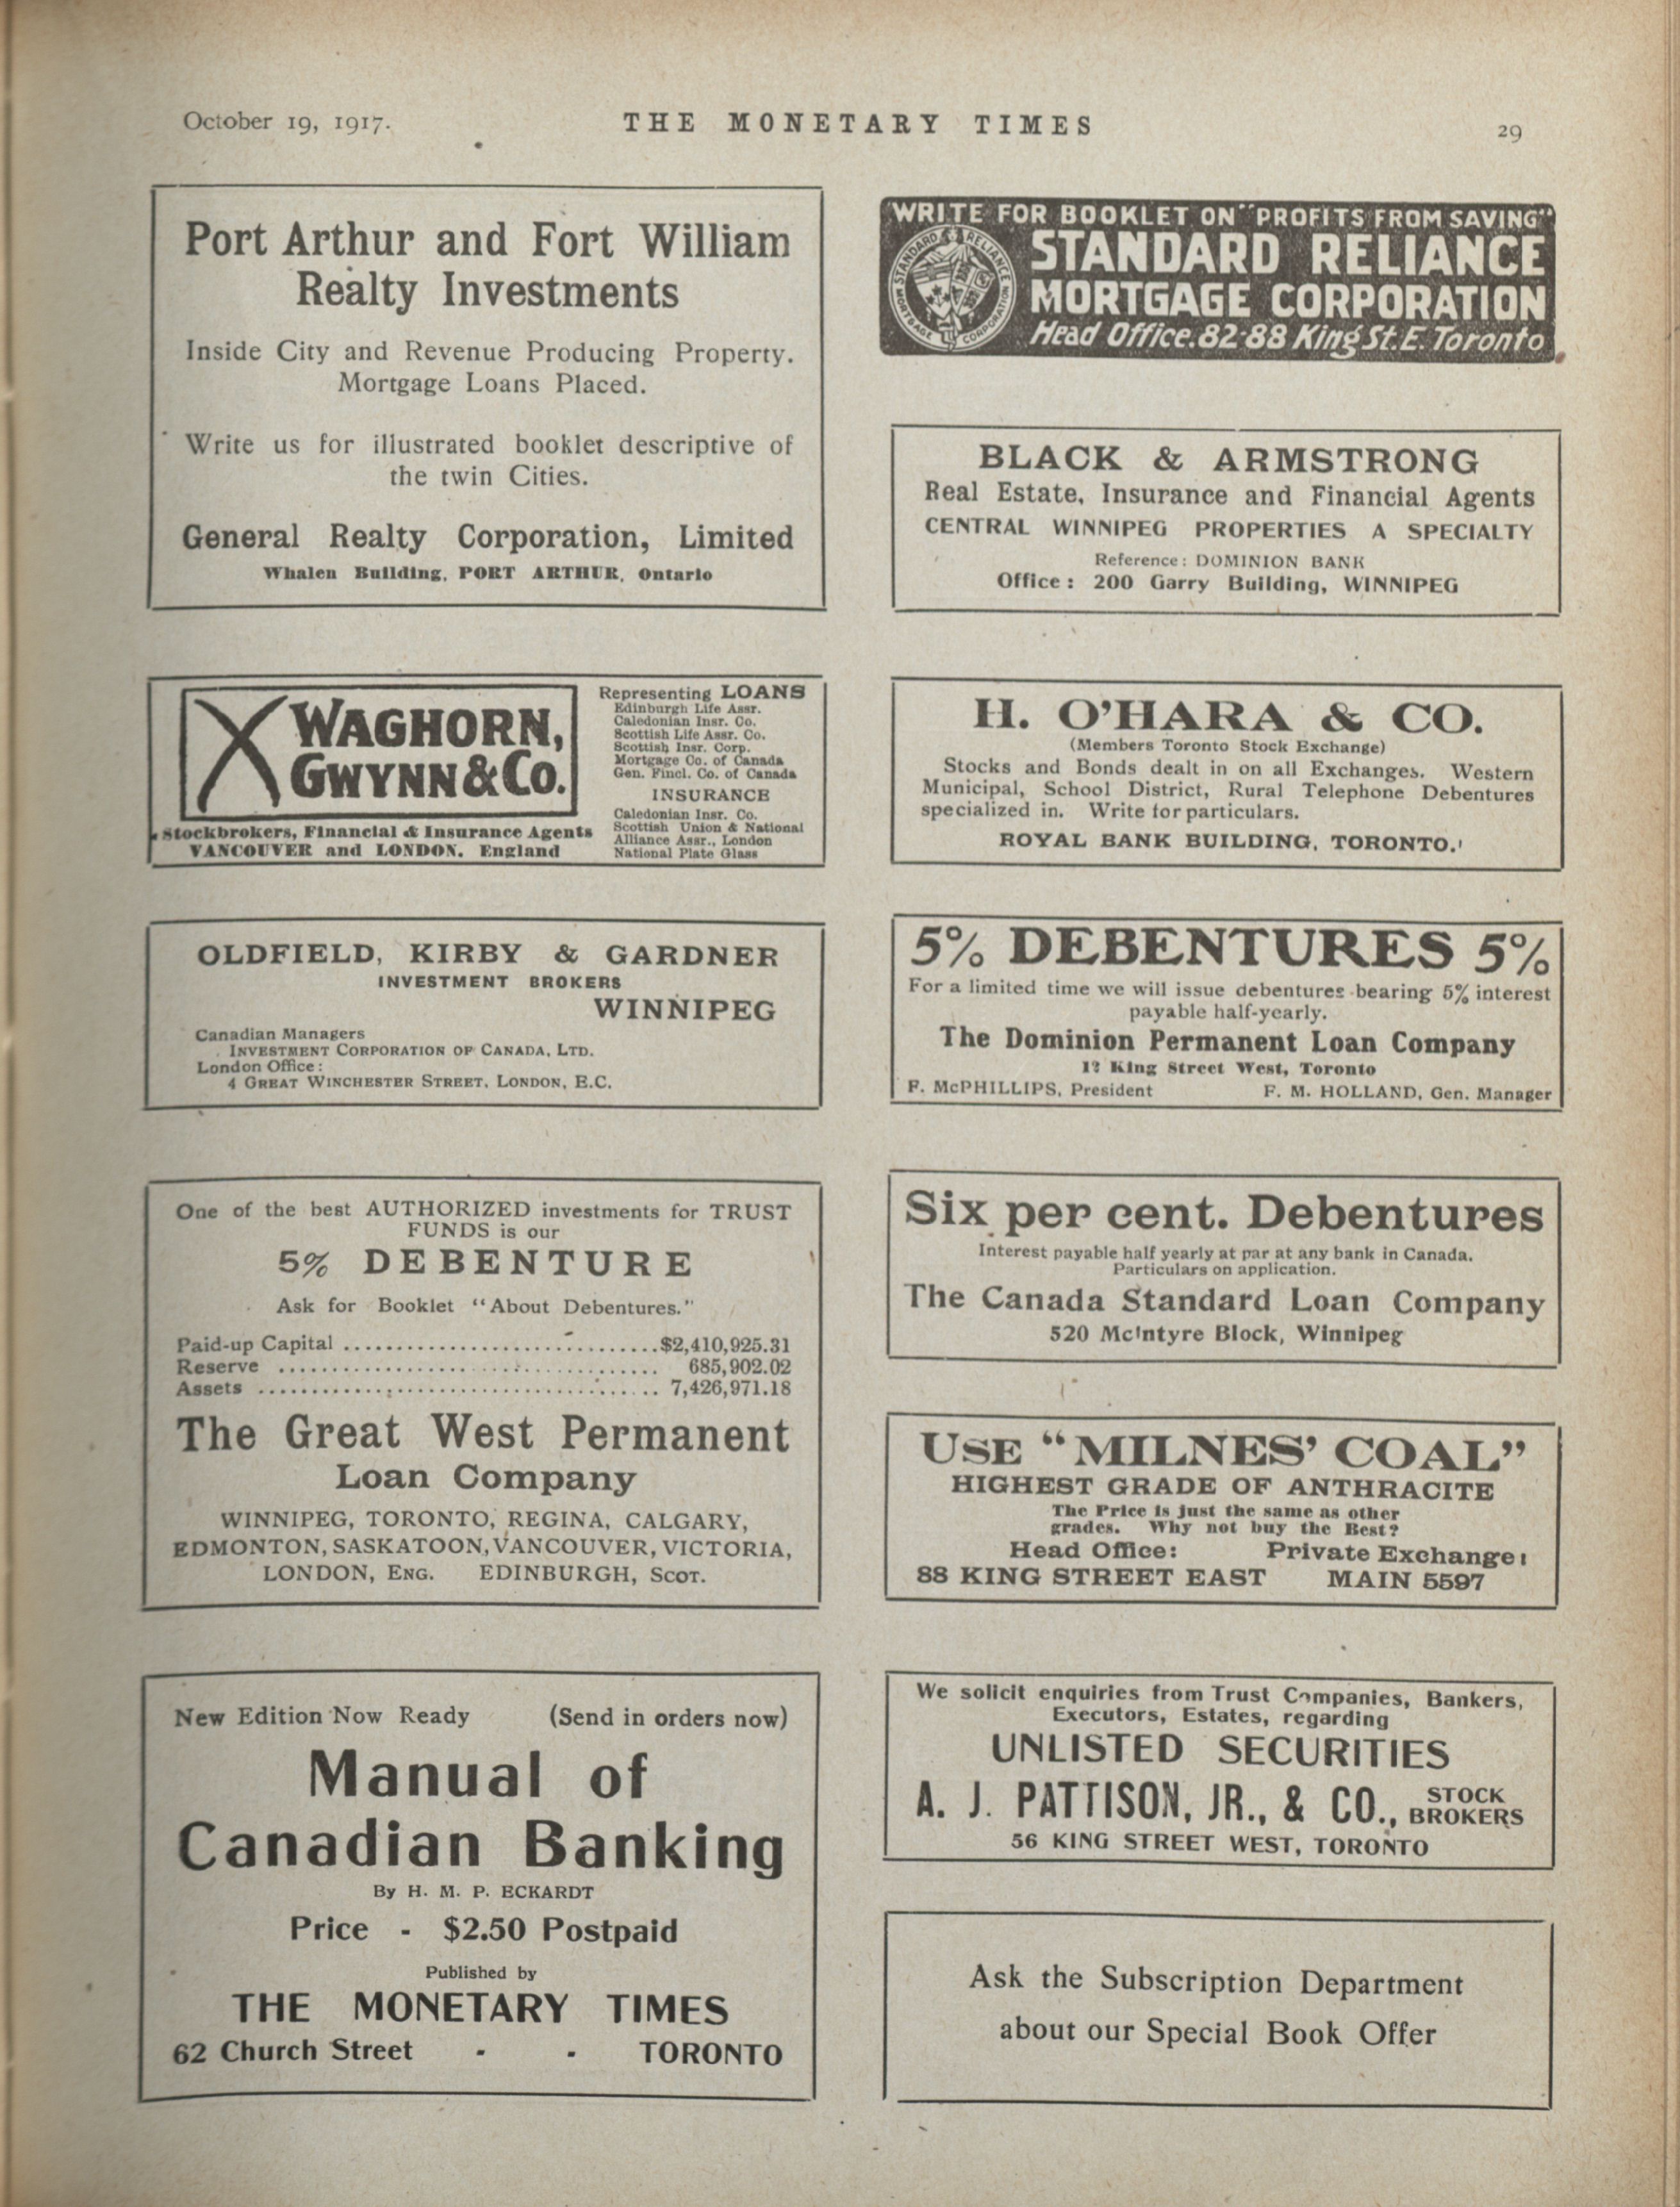 October 19, 1917.
THE MONETARY TIMES
29
Port Arthur and Fort William
Realty Investments
Inside City and Revenue Producing Property.
Mortgage Loans Placed.
Write us for illustrated booklet descriptive of
the twin Cities.
General Realty Corporation, Limited
Whalen Building, PORT ARTHUR, Ontario
WAGHORN,
GWYNN & CO.
Stockbrokers, Financial & Insurance Agents
VANCOUVER and LONDON, England
Representing LOANS
Edinburgh Life Assr.
Caledonian Insr. Co.
Scottish Life Assr. Co.
Scottish Insr. Corp.
Mortgage Co. of Canada
Gen. Fincl. Co. of Canada
INSURANCE
Caledonian Insr. Co.
Scottish Union & National
Alliance Assr., London
National Plate Glass
OLDFIELD, KIRBY & GARDNER
INVESTMENT BROKERS
WINNIPEG
Canadian Managers
INVESTMENT CORPORATION OF CANADA, LTD.
London Office:
4 GREAT WINCHESTER STREET, LONDON, E.C.
One of the best AUTHORIZED investments for TRUST
FUNDS is our
5% DEBENTURE
Ask for Booklet "About Debentures."
Paid-up Capital ..............................$2,410,925.31
Reserve .................................... 685,902.02
Assets ...................................... 7,426,971.18
The Great West Permanent
Loan Company
WINNIPEG, TORONTO, REGINA, CALGARY,
EDMONTON, SASKATOON, VANCOUVER, VICTORIA,
LONDON, ENG. EDINBURGH, SCOT.
New Edition Now Ready (Send in orders now)
Manual of
Canadian Banking
By H. M. P. ECKARDT
Price - $2.50 Postpaid
Published by
THE MONETARY TIMES
62 Church Street - - TORONTO
WRITE FOR BOOKLET ON "PROFITS FROM SAVING"
STANDARD RELIANCE
MORTGAGE CORPORATION
Head Office. 82-88 King St. E. Toronto
STANDARD RELIANCE MORTGAGE CORPORATION
BLACK & ARMSTRONG
Real Estate, Insurance and Financial Agents
CENTRAL WINNIPEG PROPERTIES A SPECIALTY
Reference: DOMINION BANK
Office: 200 Garry Building, WINNIPEG
H. O'HARA & CO.
(Members Toronto Stock Exchange)
Stocks and Bonds dealt in on all Exchanges. Western
Municipal, School District, Rural Telephone Debentures
specialized in. Write for particulars.
ROYAL BANK BUILDING, TORONTO.
5% DEBENTURES 5%
For a limited time we will issue debentures bearing 5% interest
payable half-yearly.
The Dominion Permanent Loan Company
12 King Street West, Toronto
F. McPHILLIPS, President F. M. HOLLAND, Gen. Manager
Six per cent. Debentures
Interest payable half yearly at par at any bank in Canada.
Particulars on application.
The Canada Standard Loan Company
520 McIntyre Block, Winnipeg
USE "MILNES' COAL"
HIGHEST GRADE OF ANTHRACITE
The Price is just the same as other
grades. Why not buy the Best?
Head Office: Private Exchange:
88 KING STREET EAST MAIN 5597
We solicit enquiries from Trust Companies, Bankers,
Executors, Estates, regarding
UNLISTED SECURITIES
A. J. PATTISON, JR., & CO., STOCK BROKERS
56 KING STREET WEST, TORONTO
Ask the Subscription Department
about our Special Book Offer